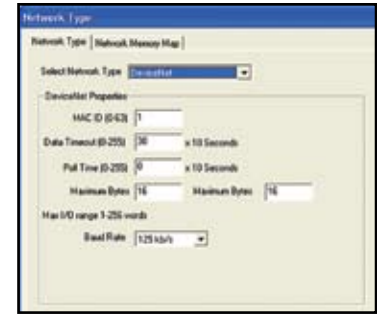 Network Type
Network Type Network Memory Map
Select Network Type DeviceNet
DeviceNet Properties
MAC ID (0-63) 1
Data Timeout (0-255) 30 x 10 Seconds
Poll Time (0-255) 0 x 10 Seconds
Maximum Bytes 16 Maximum Bytes 16
Max I/O range 1-256 words
Baud Rate 125 kb/s